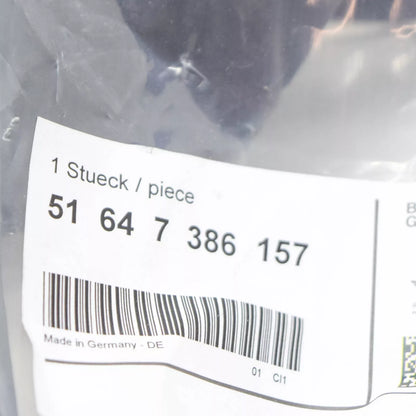 1 Stueck / piece
51 64 7 386 157
Made in Germany - DE
01 CI1
B
G